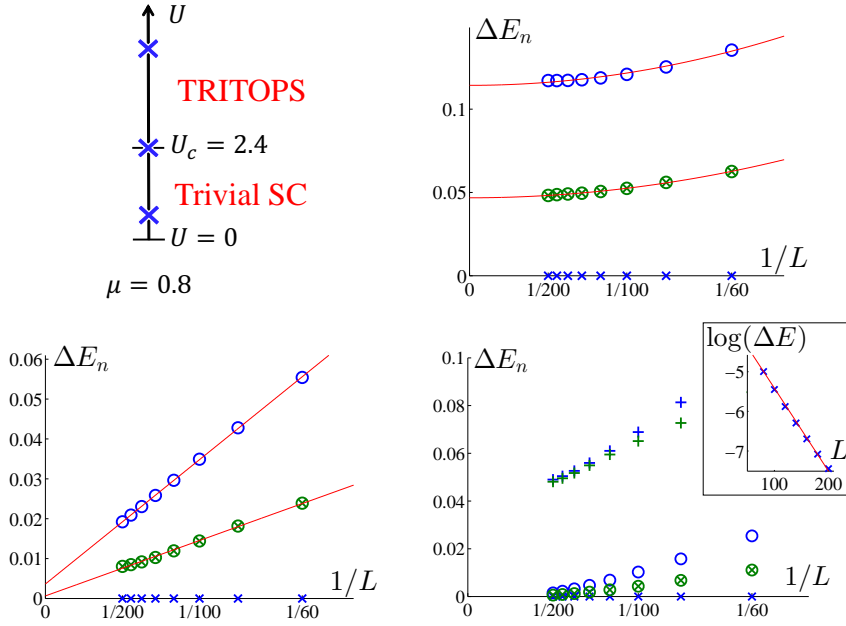 U
TRITOPS
U_c = 2.4
Trivial SC
U = 0
μ = 0.8
ΔE_n
0.1
0.05
0
0
1/200
1/100
1/60
1/L
ΔE_n
0.06
0.05
0.04
0.03
0.02
0.01
0
0
1/200
1/100
1/60
1/L
ΔE_n
0.1
0.08
0.06
0.04
0.02
0
0
1/200
1/100
1/60
1/L
log(ΔE)
−5
−6
−7
100
200
L